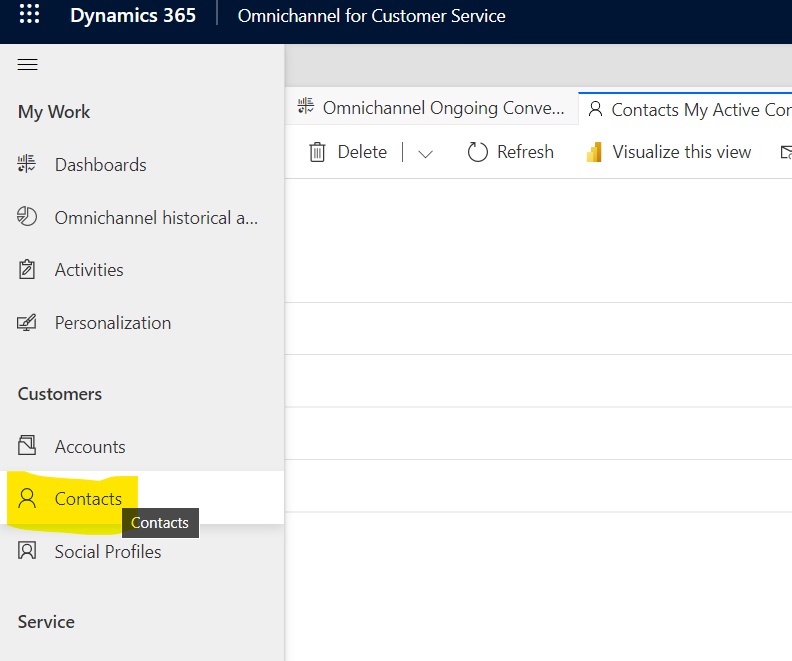 Dynamics 365 Omnichannel for Customer Service
Omnichannel Ongoing Conve... Contacts My Active Con
Delete Refresh Visualize this view
My Work
Dashboards
Omnichannel historical a...
Activities
Personalization
Customers
Accounts
Contacts
Contacts
Social Profiles
Service